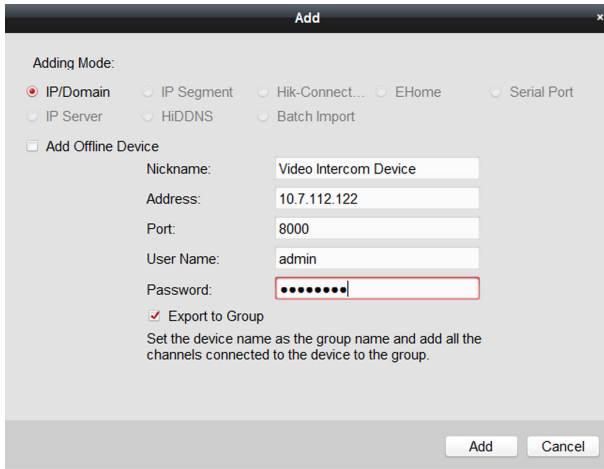 Add
×
Adding Mode:
IP/Domain IP Segment Hik-Connect... EHome Serial Port
IP Server HiDDNS Batch Import
Add Offline Device
Nickname: Video Intercom Device
Address: 10.7.112.122
Port: 8000
User Name: admin
Password: ●●●●●●●●
Export to Group
Set the device name as the group name and add all the
channels connected to the device to the group.
Add Cancel